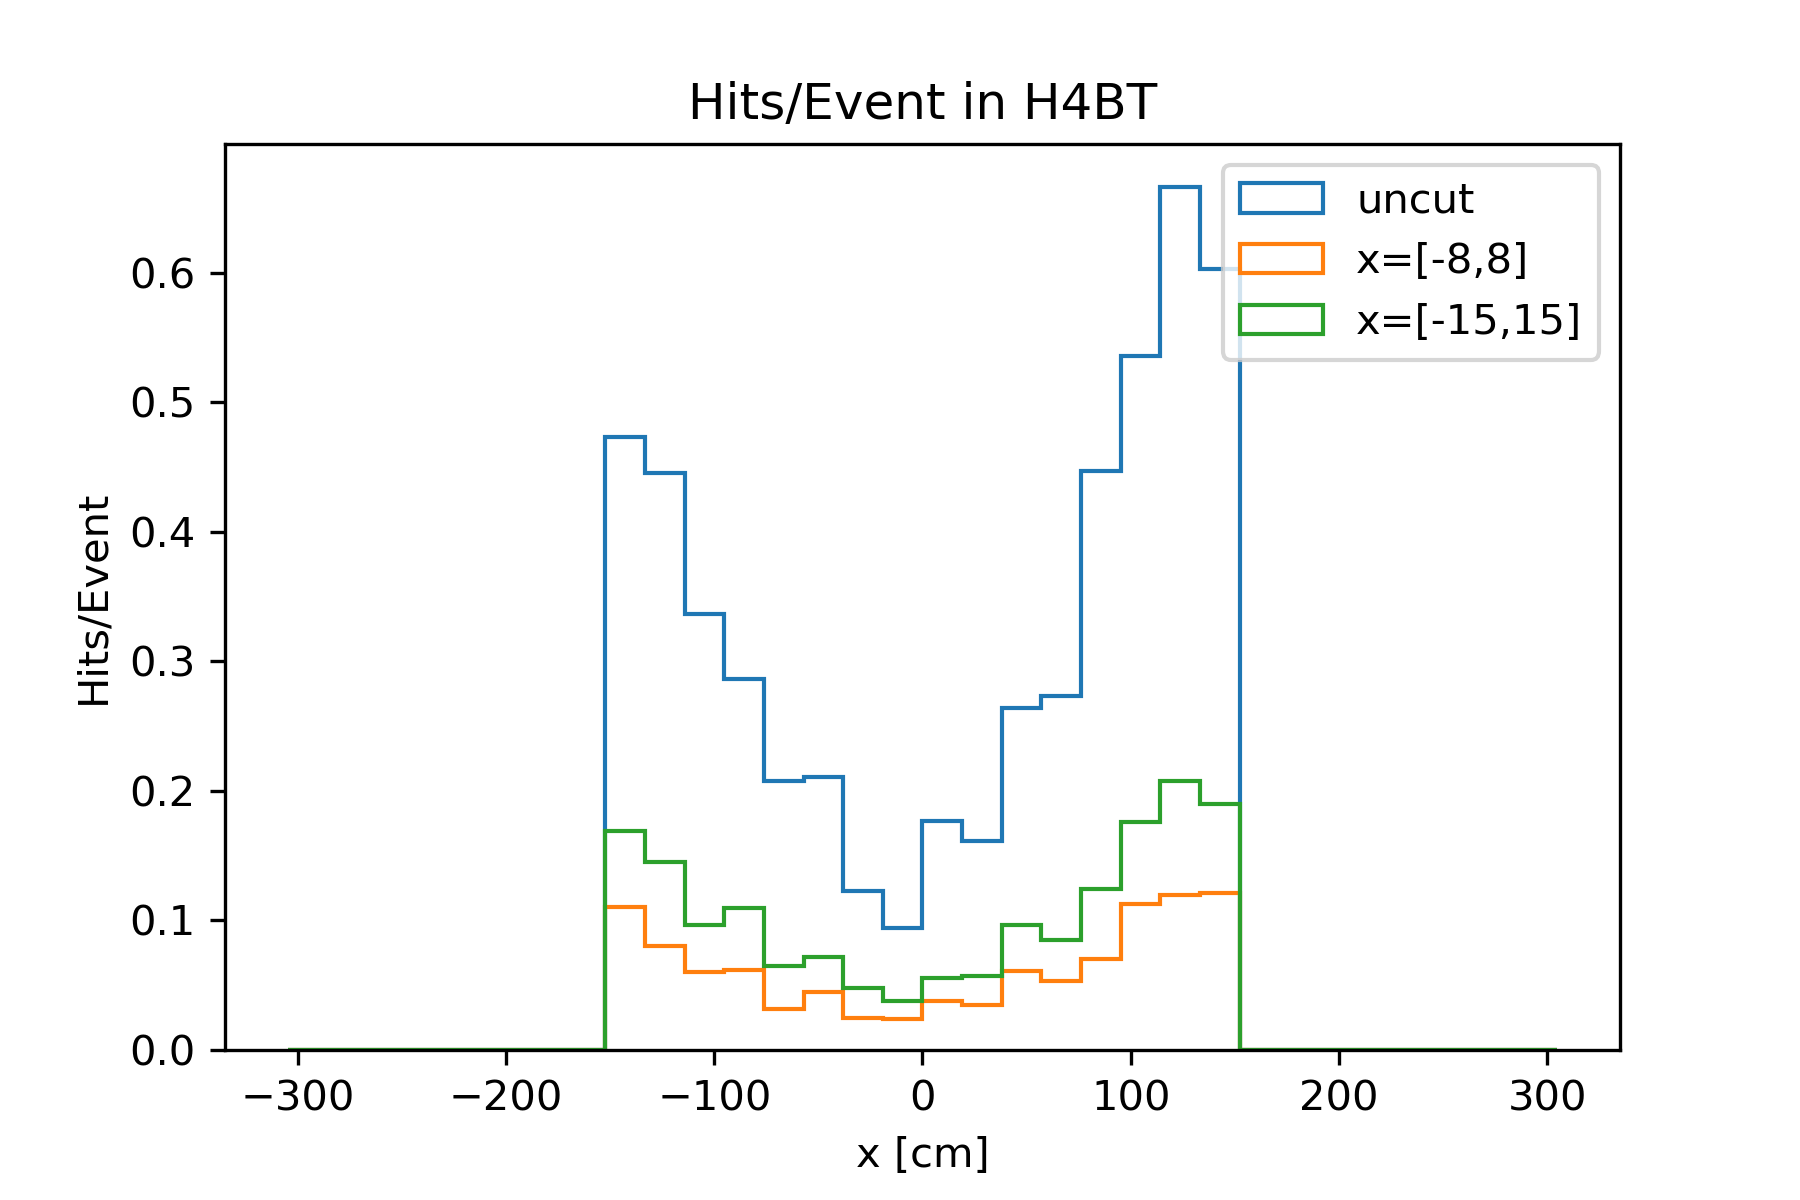 Hits/Event in H4BT
uncut
x=[-8,8]
x=[-15,15]
Hits/Event
0.6
0.5
0.4
0.3
0.2
0.1
0.0
−300 −200 −100 0 100 200 300
x [cm]